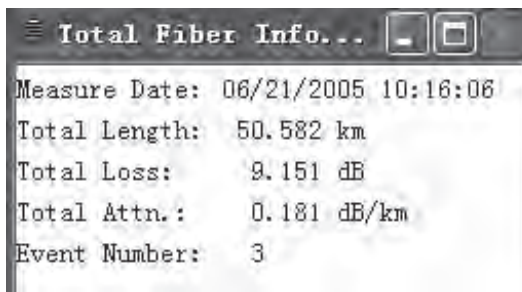 Total Fiber Info...
Measure Date: 06/21/2005 10:16:06
Total Length: 50.582 km
Total Loss: 9.151 dB
Total Attn.: 0.181 dB/km
Event Number: 3